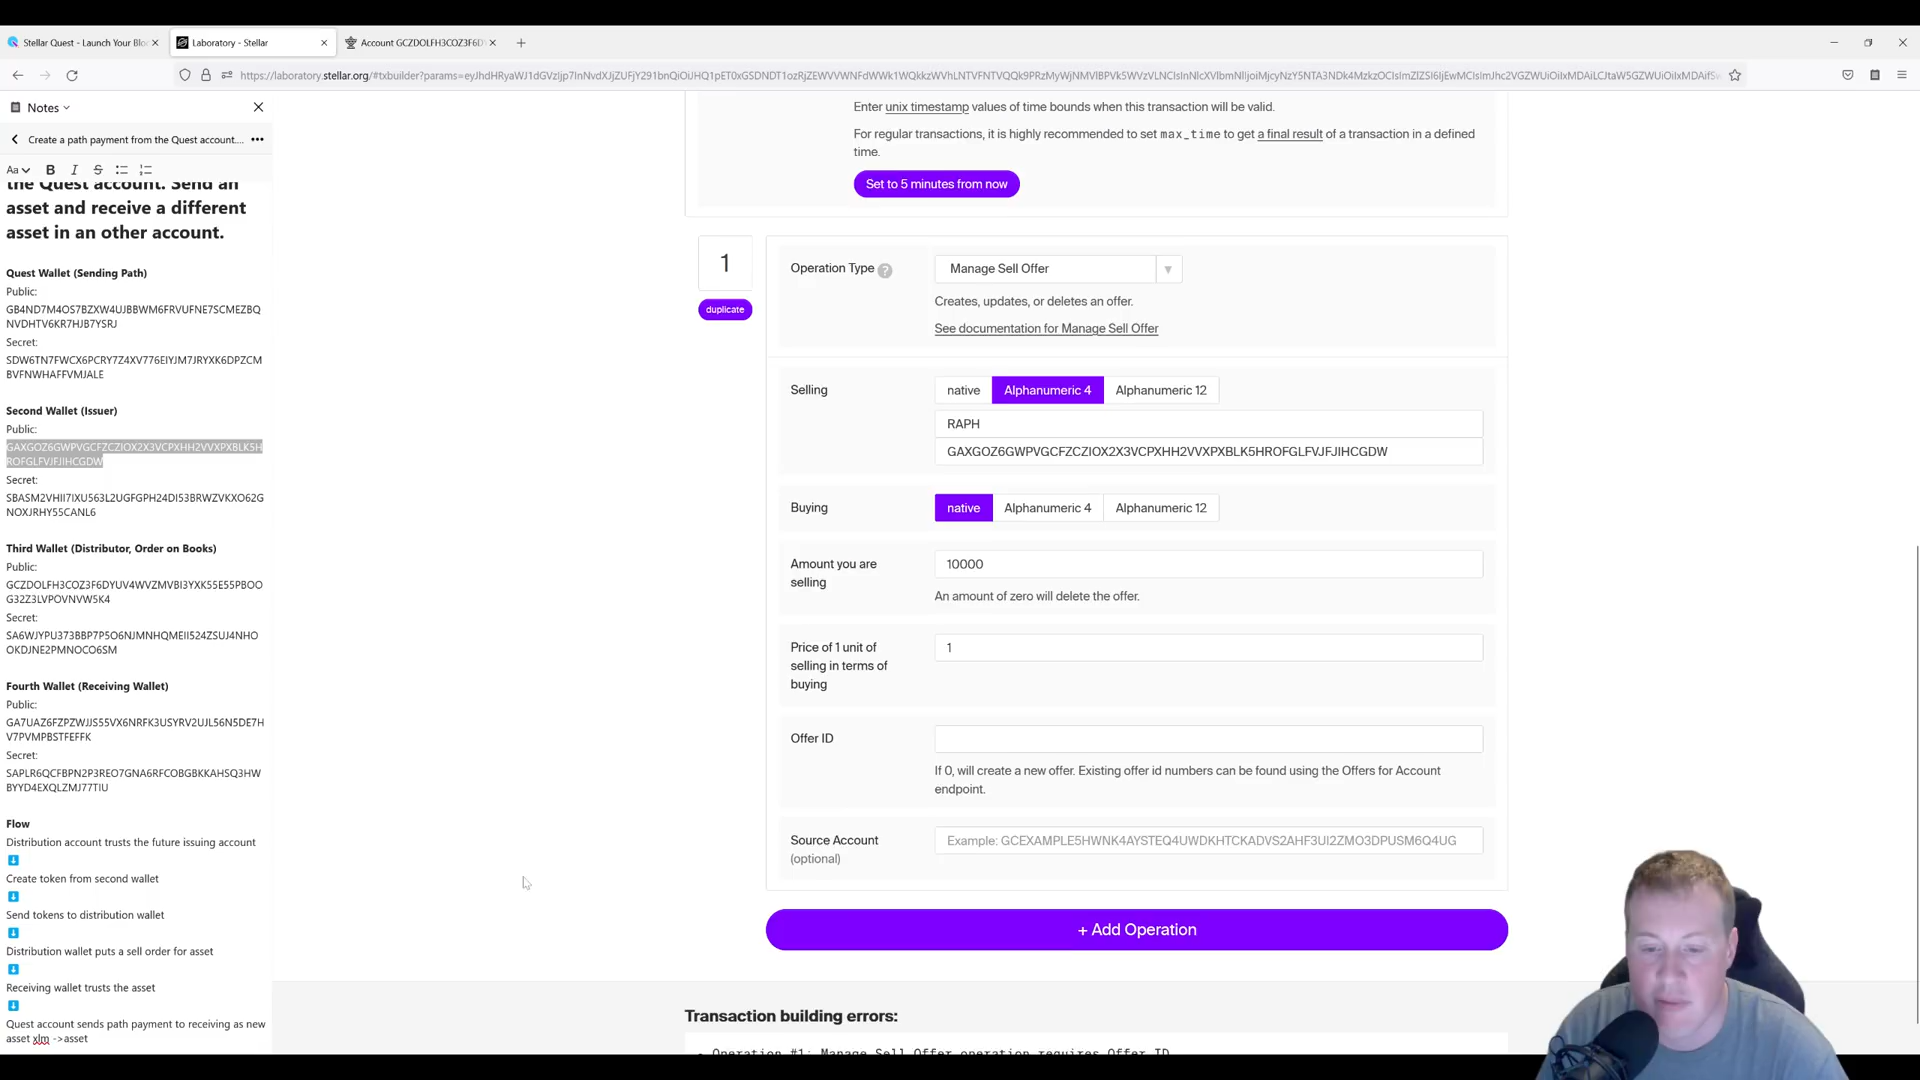 Stellar Quest - Launch Your Bloc
Laboratory - Stellar
Account GCZDOLFH3COZ3F6DY
https://laboratory.stellar.org/#txbuilder?params=
Notes
Create a path payment from the Quest account....
Aa
B
I
S
the Quest account. Send an
asset and receive a different
asset in an other account.
Quest Wallet (Sending Path)
Public:
GB4ND7M4OS7BZXW4UJBBWM6FRVUFNE7SCMEZBQ
NVDHTV6KR7HJB7YSRJ
Secret:
SDW6TN7FWCX6PCRY7Z4XV776EIYJM7JRYXK6DPZCM
BVFNWHAFFVMJALE
Second Wallet (Issuer)
Public:
GAXGOZ6GWPVGCFZCZIOX2X3VCPXHH2VVXPXBLK5H
ROFGLFVJFJIHCGDW
Secret:
SBASM2VHII7IXU563L2UGFGPH24DI53BRWZVKXO62G
NOXJRHY55CANL6
Third Wallet (Distributor, Order on Books)
Public:
GCZDOLFH3COZ3F6DYUV4WVZMVBI3YXK55E55PBOO
G32Z3LVPOVNVW5K4
Secret:
SA6WJYPU373BBP7P5O6NJMNHQMEII524ZSUJ4NHO
OKDJNE2PMNOCO6SM
Fourth Wallet (Receiving Wallet)
Public:
GA7UAZ6FZPZWJJS55VX6NRFK3USYRV2UJL56N5DE7H
V7PVMPBSTFEFFK
Secret:
SAPLR6QCFBPN2P3REO7GNA6RFCOBGBKKAHSQ3HW
BYYD4EXQLZMJ77TIU
Flow
Distribution account trusts the future issuing account
Create token from second wallet
Send tokens to distribution wallet
Distribution wallet puts a sell order for asset
Receiving wallet trusts the asset
Quest account sends path payment to receiving as new
asset xlm ->asset
Enter unix timestamp values of time bounds when this transaction will be valid.
For regular transactions, it is highly recommended to set max_time to get a final result of a transaction in a defined
time.
Set to 5 minutes from now
1
duplicate
Operation Type ?
Manage Sell Offer
Creates, updates, or deletes an offer.
See documentation for Manage Sell Offer
Selling
native
Alphanumeric 4
Alphanumeric 12
RAPH
GAXGOZ6GWPVGCFZCZIOX2X3VCPXHH2VVXPXBLK5HROFGLFVJFJIHCGDW
Buying
native
Alphanumeric 4
Alphanumeric 12
Amount you are
selling
10000
An amount of zero will delete the offer.
Price of 1 unit of
selling in terms of
buying
1
Offer ID
If 0, will create a new offer. Existing offer id numbers can be found using the Offers for Account
endpoint.
Source Account
(optional)
Example: GCEXAMPLE5HWNK4AYSTEQ4UWDKHTCKADVS2AHF3UI2ZMO3DPUSM6Q4UG
+ Add Operation
Transaction building errors:
Operation #1: Manage Sell Offer operation requires Offer ID